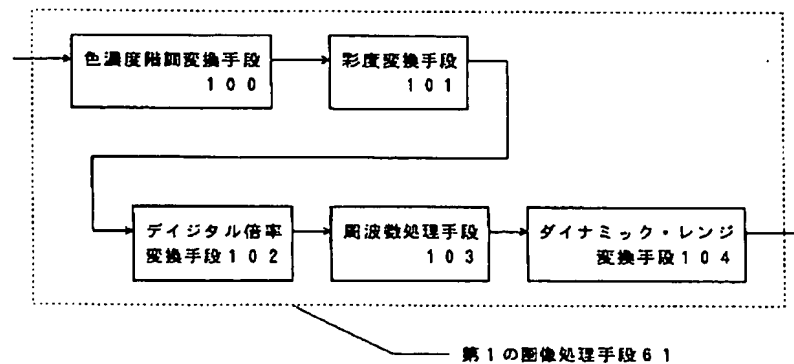 色濃度階調変換手段
100
彩度変換手段
101
デイジタル倍率
変換手段102
周波数処理手段
103
ダイナミック・レンジ
変換手段104
第1の画像処理手段61